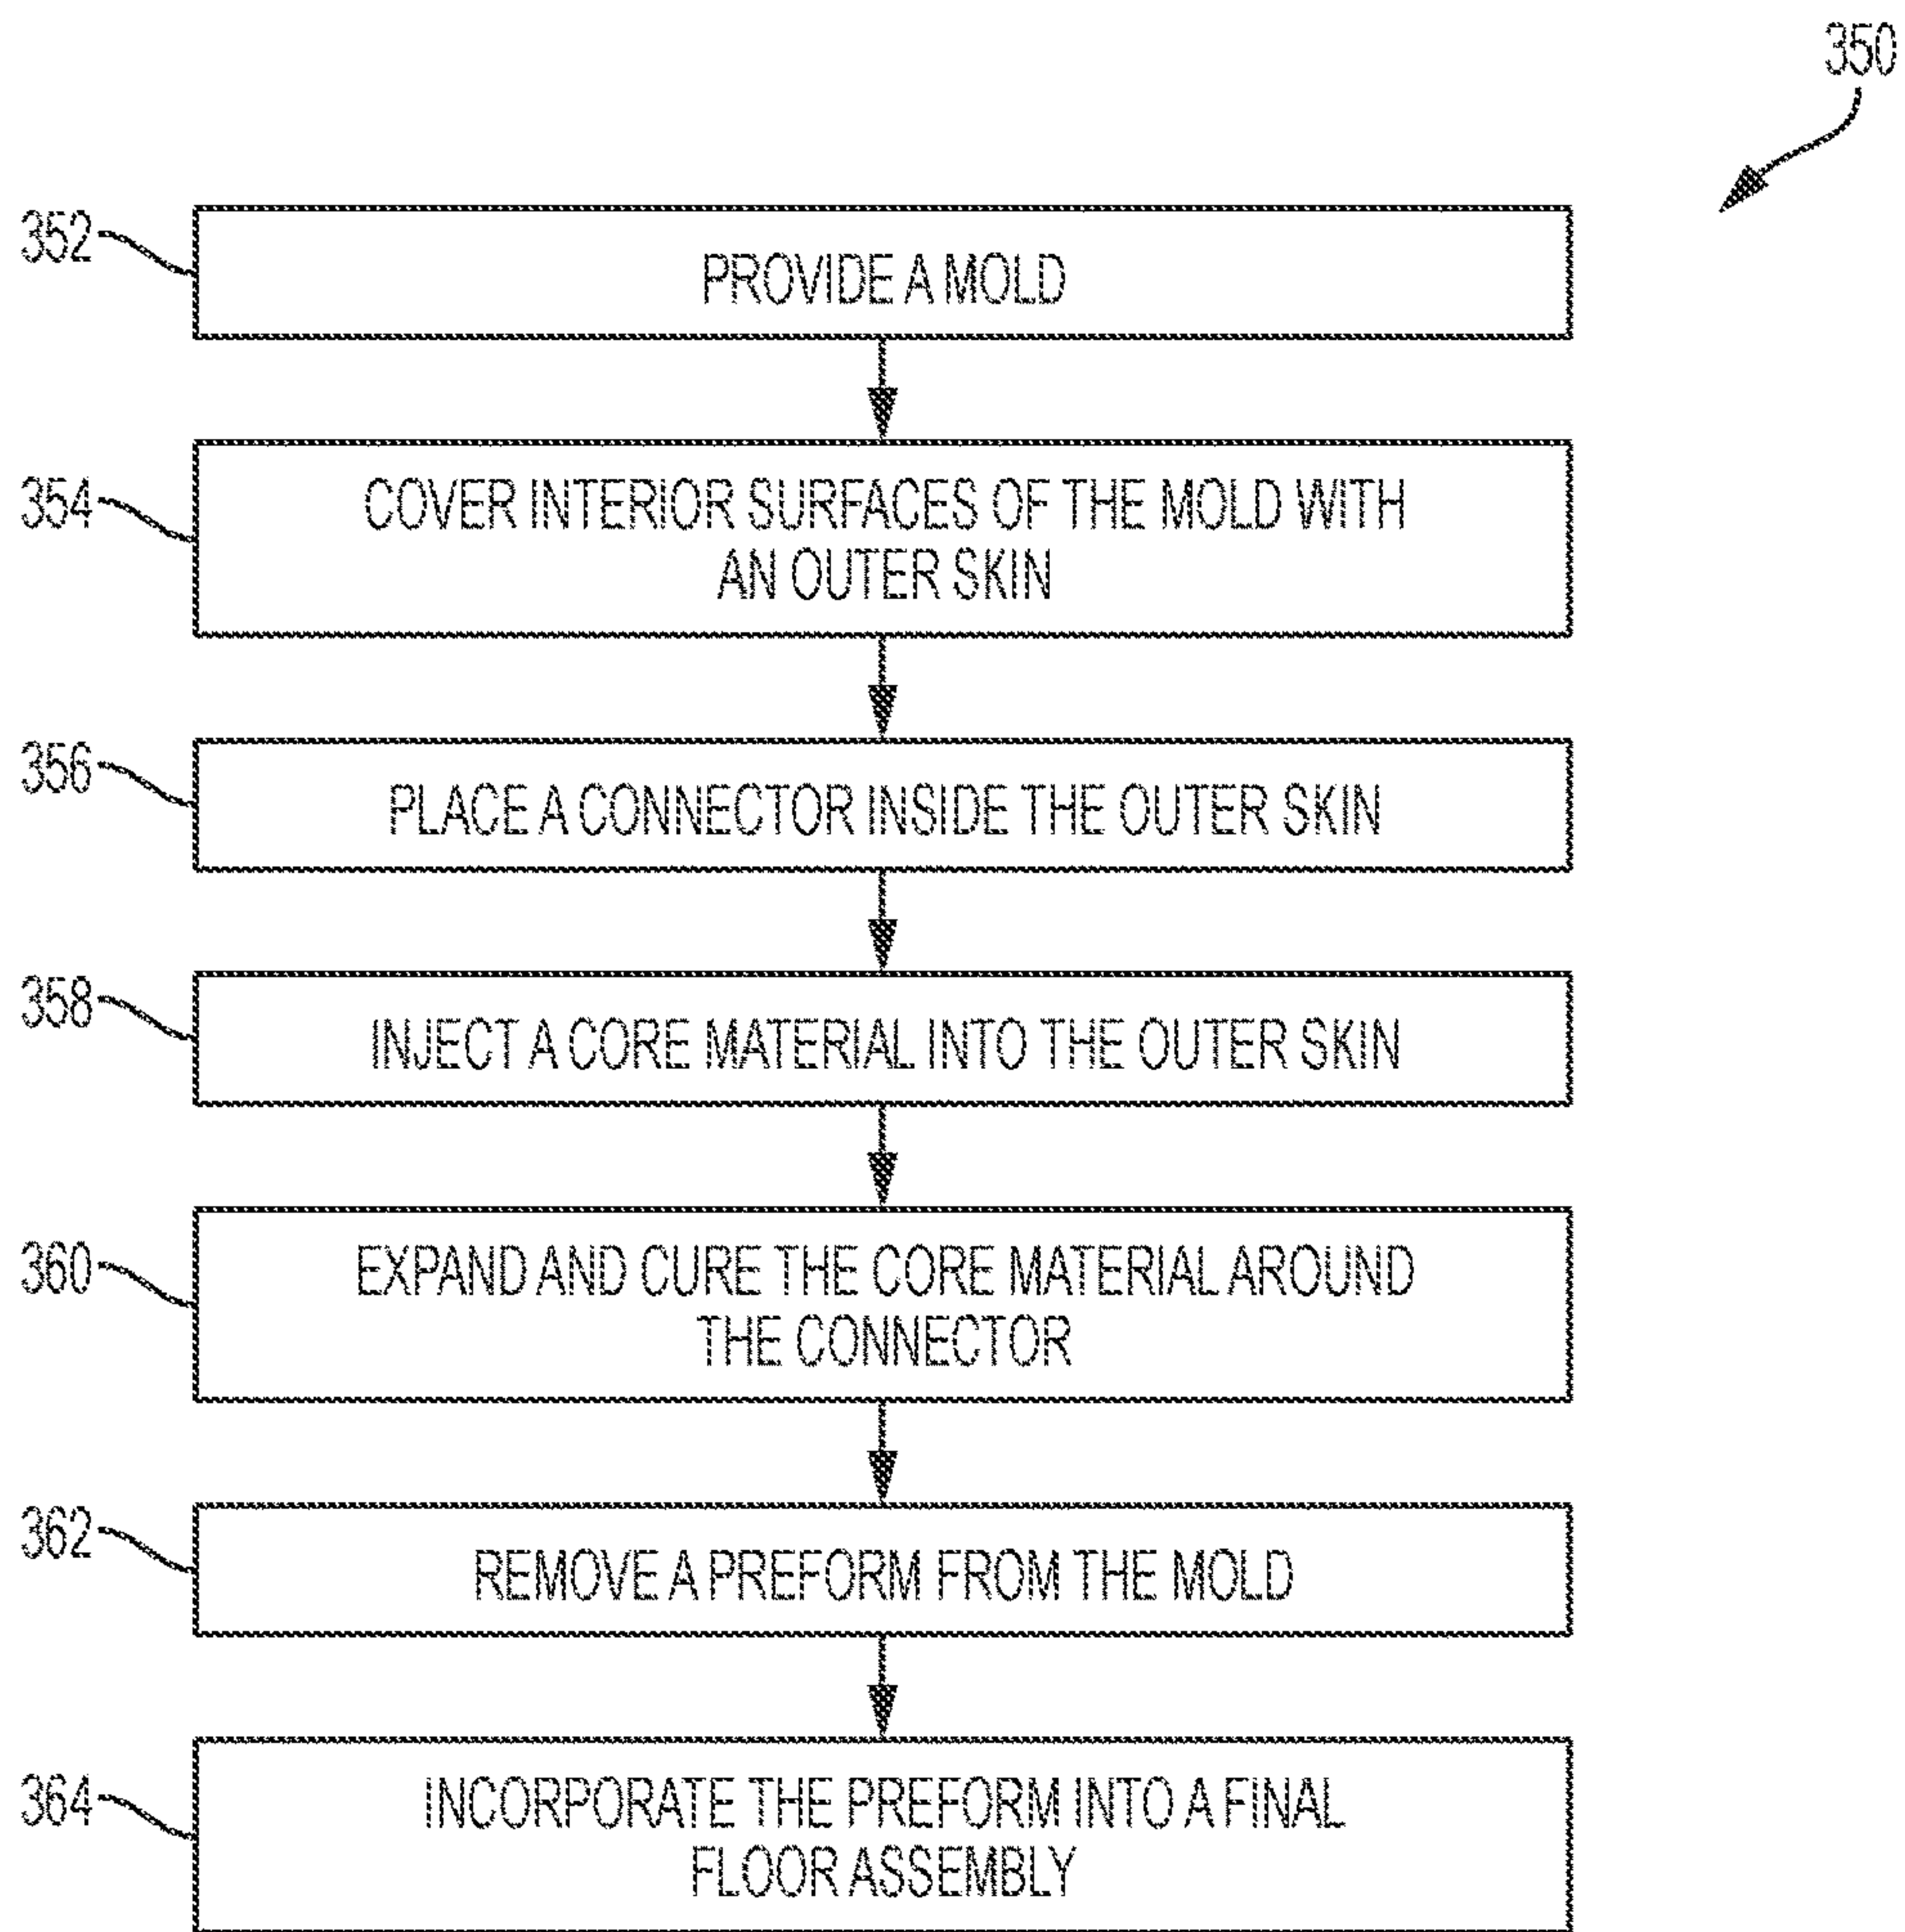 350
352
PROVIDE A MOLD
354
COVER INTERIOR SURFACES OF THE MOLD WITH
AN OUTER SKIN
356
PLACE A CONNECTOR INSIDE THE OUTER SKIN
358
INJECT A CORE MATERIAL INTO THE OUTER SKIN
360
EXPAND AND CURE THE CORE MATERIAL AROUND
THE CONNECTOR
362
REMOVE A PREFORM FROM THE MOLD
364
INCORPORATE THE PREFORM INTO A FINAL
FLOOR ASSEMBLY